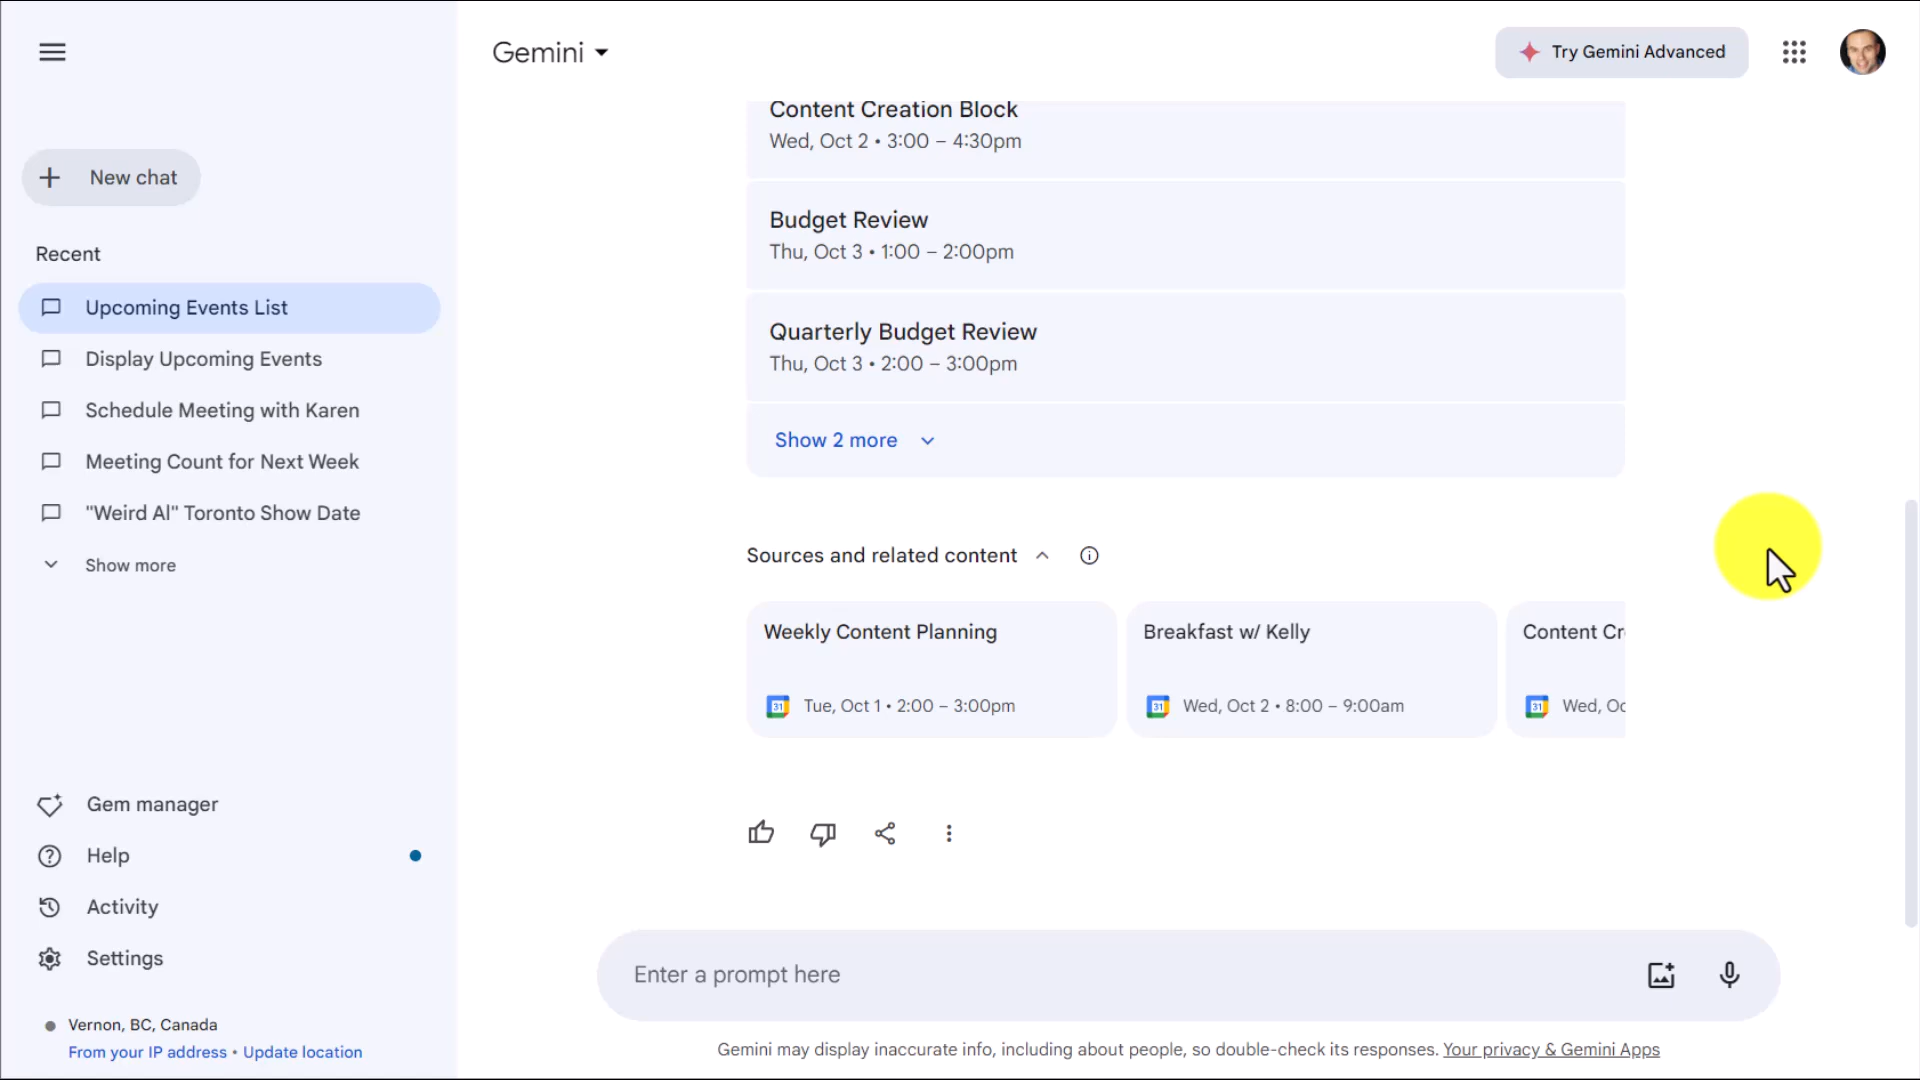 Gemini
Try Gemini Advanced
New chat
Recent
Upcoming Events List
Display Upcoming Events
Schedule Meeting with Karen
Meeting Count for Next Week
"Weird Al" Toronto Show Date
Show more
Gem manager
Help
Activity
Settings
Vernon, BC, Canada
From your IP address • Update location
Content Creation Block
Wed, Oct 2 • 3:00 – 4:30pm
Budget Review
Thu, Oct 3 • 1:00 – 2:00pm
Quarterly Budget Review
Thu, Oct 3 • 2:00 – 3:00pm
Show 2 more
Sources and related content
Weekly Content Planning
31 Tue, Oct 1 • 2:00 – 3:00pm
Breakfast w/ Kelly
31 Wed, Oct 2 • 8:00 – 9:00am
Content Cr
31 Wed, Oc
Enter a prompt here
Gemini may display inaccurate info, including about people, so double-check its responses. Your privacy & Gemini Apps